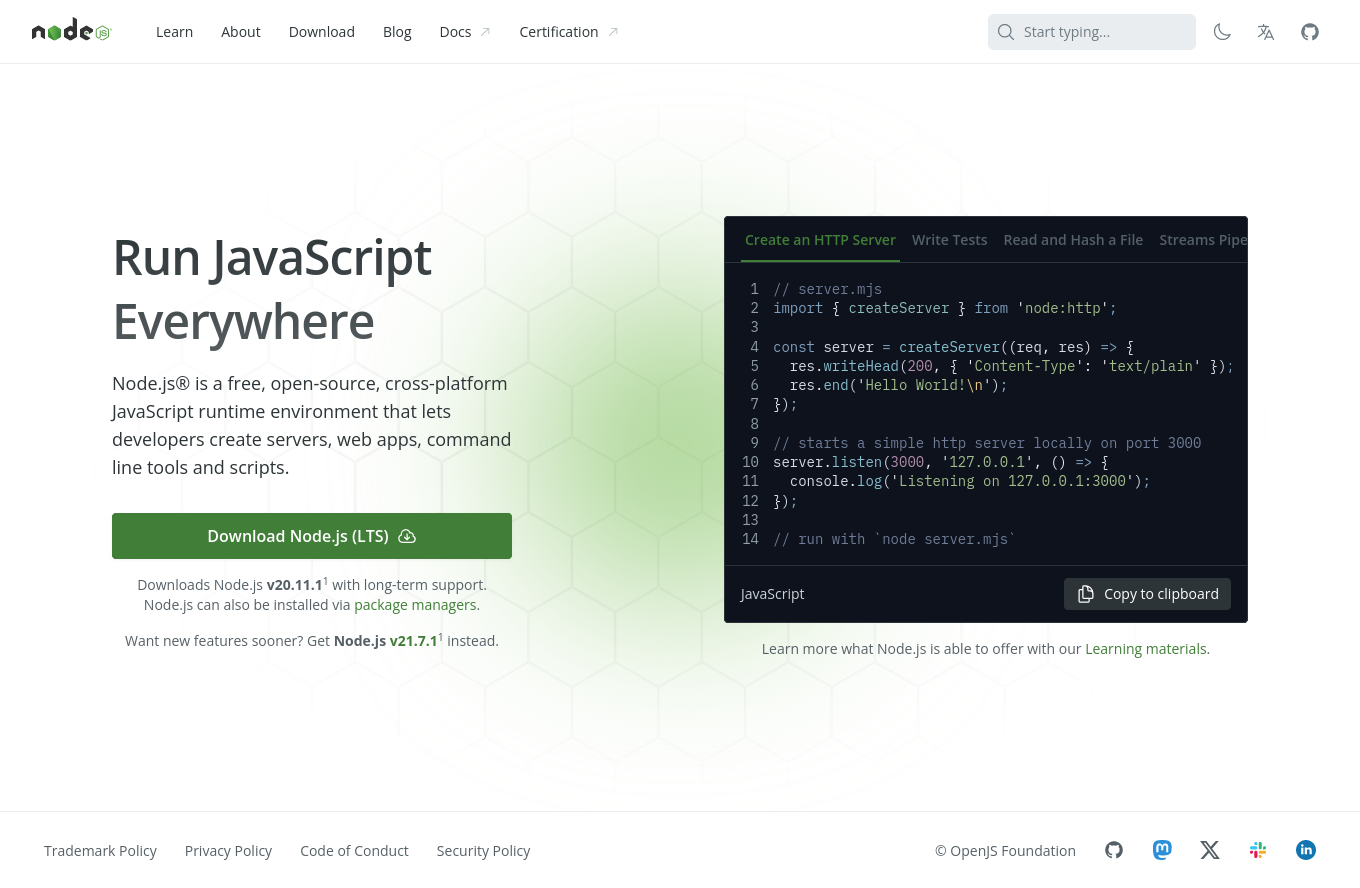 node JS
Learn
About
Download
Blog
Docs
Certification
Start typing...
Run JavaScript
Everywhere
Node.js® is a free, open-source, cross-platform
JavaScript runtime environment that lets
developers create servers, web apps, command
line tools and scripts.
Download Node.js (LTS)
Downloads Node.js v20.11.1¹ with long-term support.
Node.js can also be installed via package managers.
Want new features sooner? Get Node.js v21.7.1¹ instead.
Create an HTTP Server
Write Tests
Read and Hash a File
Streams Pipe
1 // server.mjs
2 import { createServer } from 'node:http';
3
4 const server = createServer((req, res) => {
5   res.writeHead(200, { 'Content-Type': 'text/plain' });
6   res.end('Hello World!\n');
7 });
8
9 // starts a simple http server locally on port 3000
10 server.listen(3000, '127.0.0.1', () => {
11   console.log('Listening on 127.0.0.1:3000');
12 });
13
14 // run with `node server.mjs`
JavaScript
Copy to clipboard
Learn more what Node.js is able to offer with our Learning materials.
Trademark Policy
Privacy Policy
Code of Conduct
Security Policy
© OpenJS Foundation